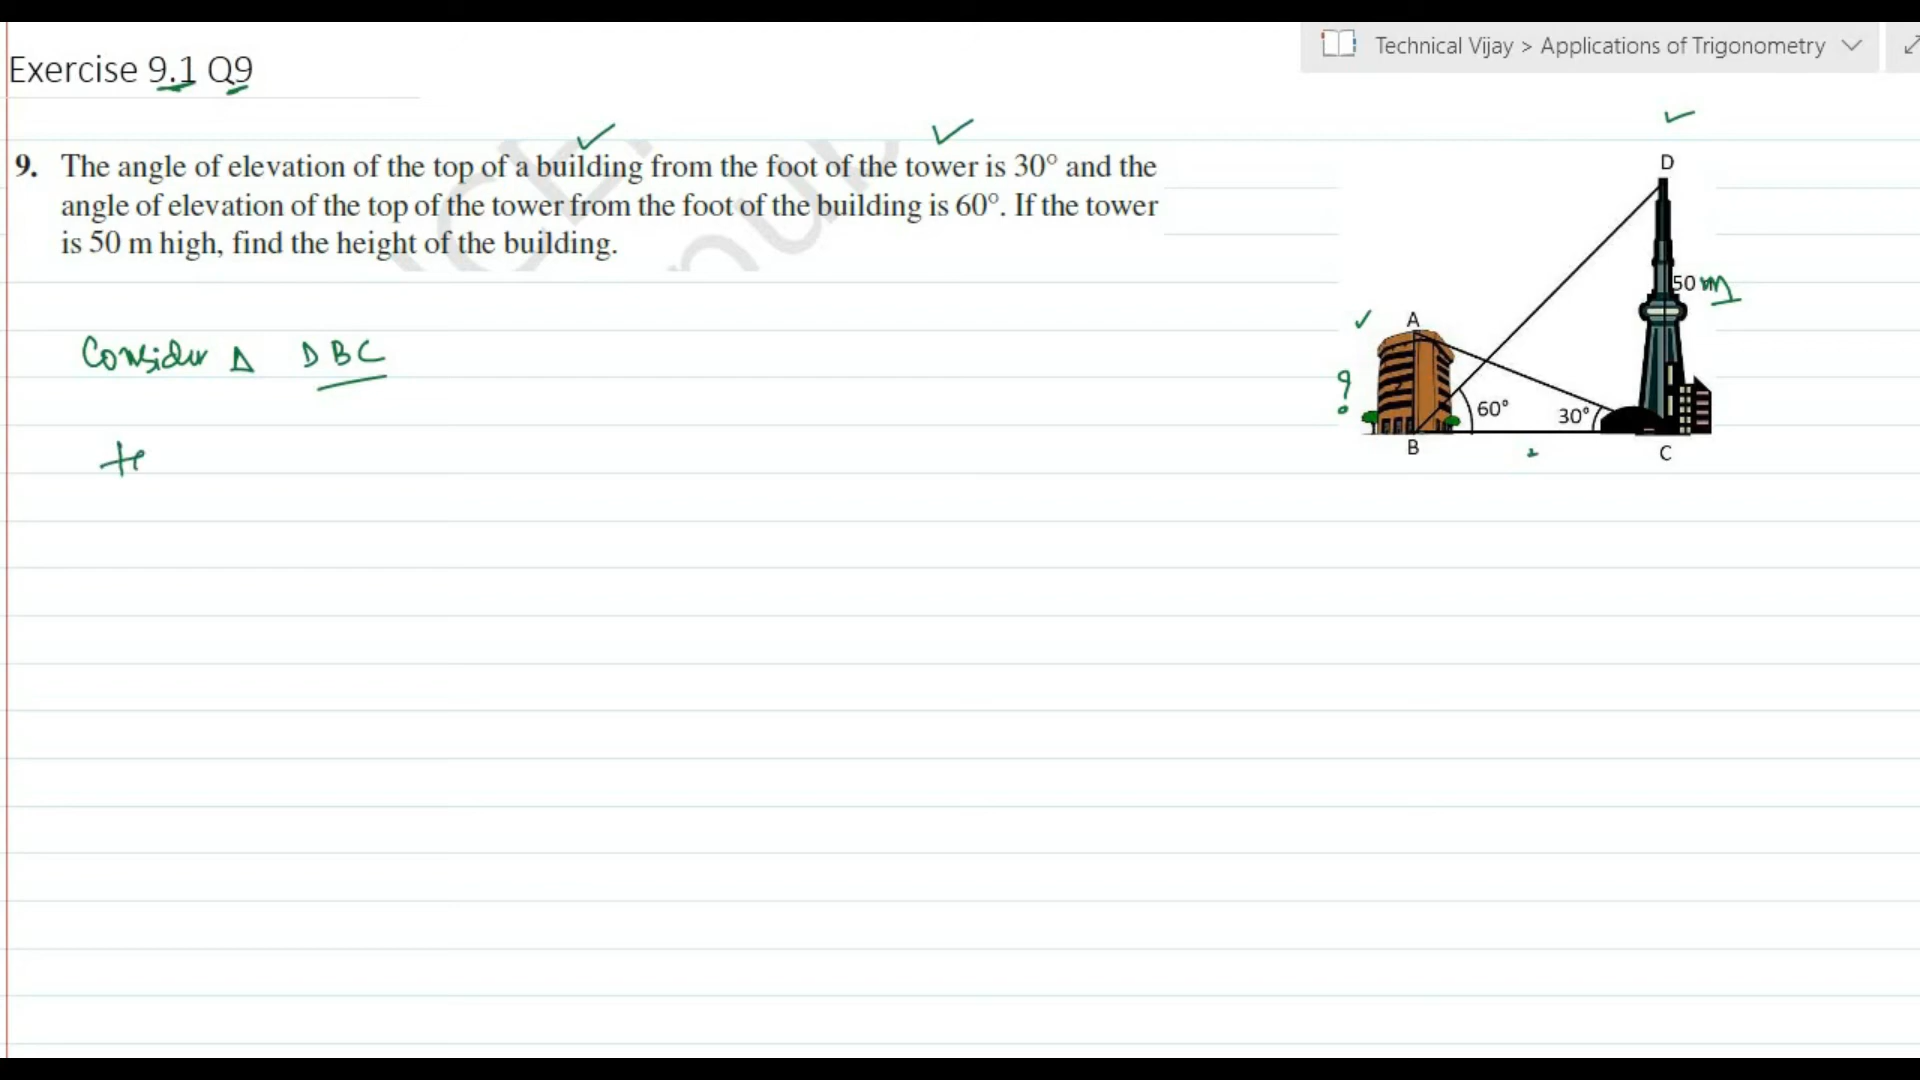 Exercise 9.1 Q9
Technical Vijay > Applications of Trigonometry
9. The angle of elevation of the top of a building from the foot of the tower is 30° and the
angle of elevation of the top of the tower from the foot of the building is 60°. If the tower
is 50 m high, find the height of the building.
D
50 m
A
?
60°
30°
B
C
Consider Δ DBC
te